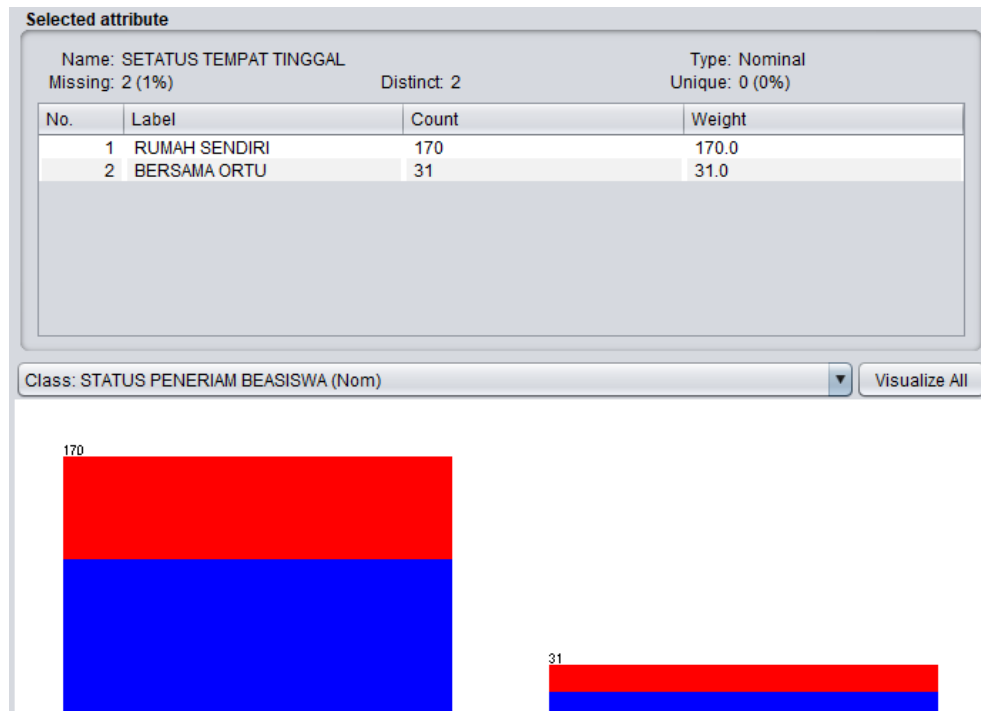 Selected attribute
Name: SETATUS TEMPAT TINGGAL Type: Nominal
Missing: 2 (1%) Distinct: 2 Unique: 0 (0%)
No. Label Count Weight
1 RUMAH SENDIRI 170 170.0
2 BERSAMA ORTU 31 31.0
Class: STATUS PENERIAM BEASISWA (Nom) Visualize All
170
31